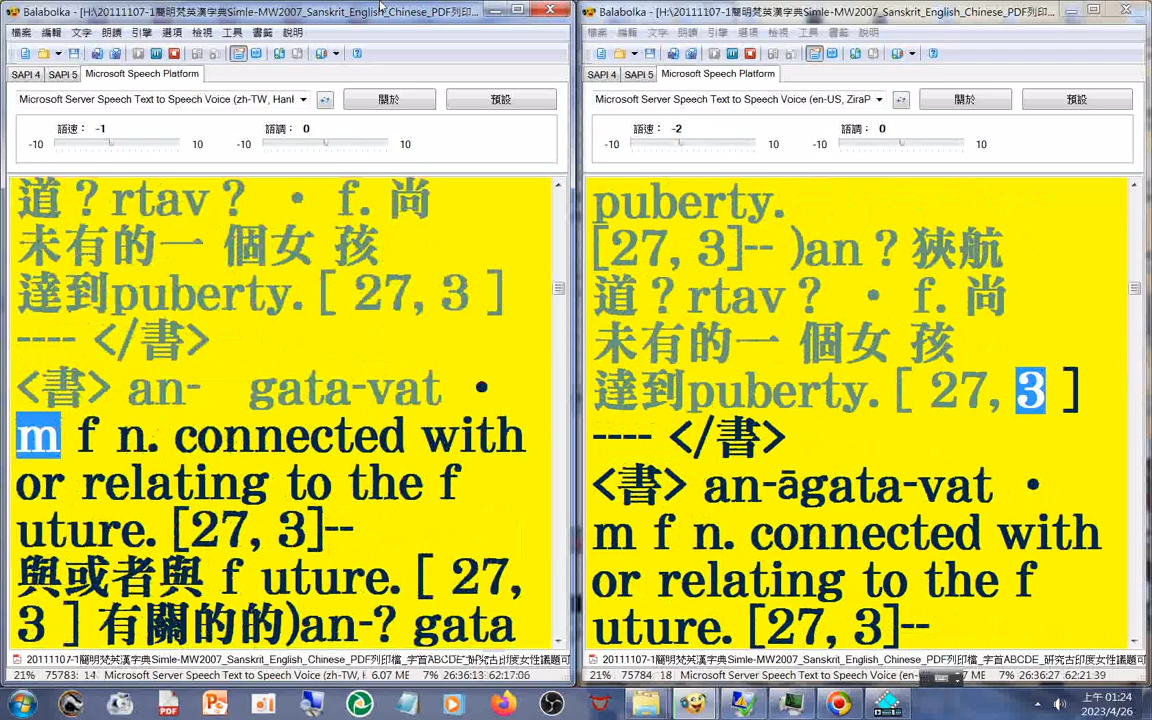 Balabolka - [H:\20111107-1簡明梵英漢字典Simle-MW2007_Sanskrit_English_Chinese_PDF列印...
檔案 編輯 文字 朗讀 引擎 選項 檢視 工具 書籤 說明
SAPI 4 SAPI 5 Microsoft Speech Platform
Microsoft Server Speech Text to Speech Voice (zh-TW, HanI 關於 預設
語速： -1 語調： 0
-10 10 -10 10
道？rtav？ · f. 尚
未有的一 個女 孩
達到puberty. [ 27, 3 ]
---- </書>
<書> an- gata-vat •
m f n. connected with
or relating to the f
uture. [27, 3]--
與或者與 f uture. [ 27,
3 ] 有關的的)an-? gata
20111107-1簡明梵英漢字典Simle-MW2007_Sanskrit_English_Chinese_PDF列印檔_字首ABCDE_研究古印度女性議題可
21% 75783: 14 Microsoft Server Speech Text to Speech Voice (zh-TW, H 6.07 ME 7% 26:36:13:62:17:06
Balabolka - [H:\20111107-1簡明梵英漢字典Simle-MW2007_Sanskrit_English_Chinese_PDF列印...
檔案 編輯 文字 朗讀 引擎 選項 檢視 工具 書籤 說明
SAPI 4 SAPI 5 Microsoft Speech Platform
Microsoft Server Speech Text to Speech Voice (en-US, ZiraP 關於 預設
語速： -2 語調： 0
-10 10 -10 10
puberty.
[27, 3]-- )an？狹航
道？rtav？ · f. 尚
未有的一 個女 孩
達到puberty. [ 27, 3 ]
---- </書>
<書> an-āgata-vat •
m f n. connected with
or relating to the f
uture. [27, 3]--
20111107-1簡明梵英漢字典Simle-MW2007_Sanskrit_English_Chinese_PDF列印檔_字首ABCDE_研究古印度女性議題可
21% 75784 18 Microsoft Server Speech Text to Speech Voice (en-U ME 7% 26:36:27:62:21:39
上午 01:24
2023/4/26